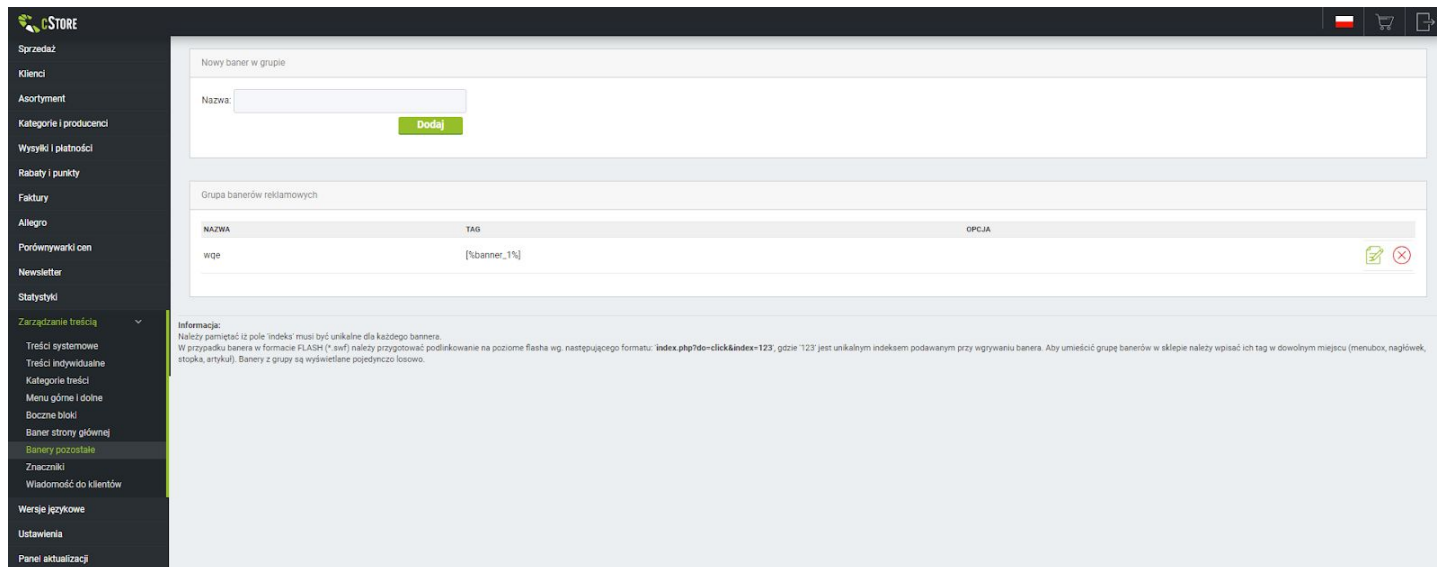 cSTORE
Sprzedaż
Klienci
Asortyment
Kategorie i producenci
Wysyłki i płatności
Rabaty i punkty
Faktury
Allegro
Porównywarki cen
Newsletter
Statystyki
Zarządzanie treścią
Treści systemowe
Treści indywidualne
Kategorie treści
Menu górne i dolne
Boczne bloki
Baner strony głównej
Banery pozostałe
Znaczniki
Wiadomość do klientów
Wersje językowe
Ustawienia
Panel aktualizacji
Nowy baner w grupie
Nazwa:
Dodaj
Grupa banerów reklamowych
NAZWA TAG OPCJA
wqe [%banner_1%]
Informacja:
Należy pamiętać iż pole 'indeks' musi być unikalne dla każdego bannera.
W przypadku banera w formacie FLASH (*.swf) należy przygotować podlinkowanie na poziome flasha wg. następującego formatu: 'index.php?do=click&index=123', gdzie '123' jest unikalnym indeksem podawanym przy wgrywaniu banera. Aby umieścić grupę banerów w sklepie należy wpisać ich tag w dowolnym miejscu (menubox, nagłówek,
stopka, artykuł). Banery z grupy są wyświetlane pojedynczo losowo.